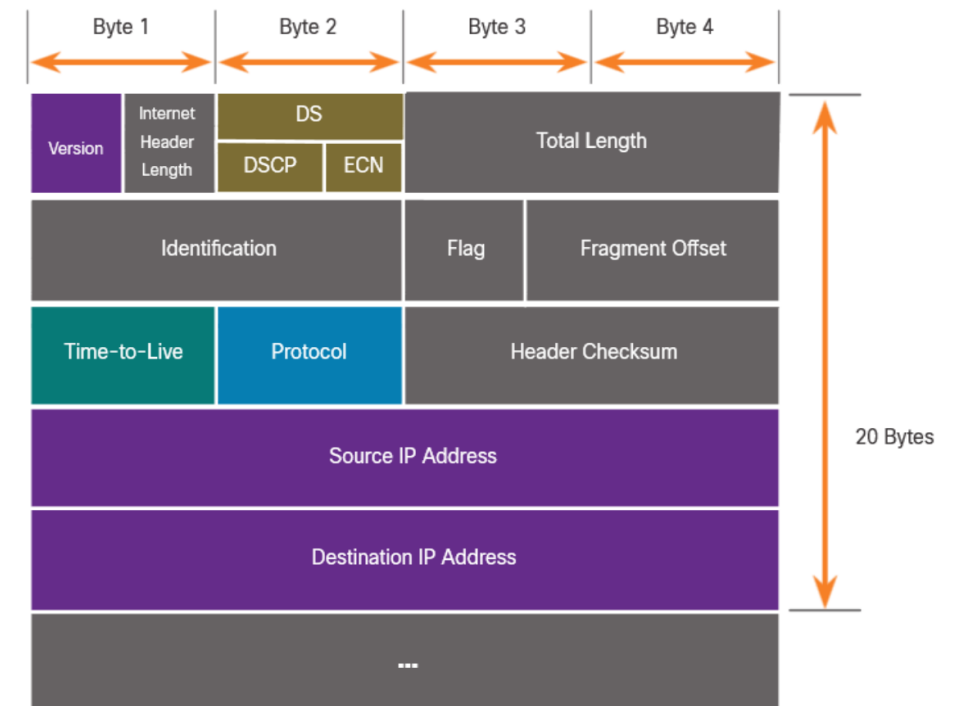 Byte 1 Byte 2 Byte 3 Byte 4
Version
Internet
Header
Length
DS
DSCP ECN
Total Length
Identification Flag Fragment Offset
Time-to-Live Protocol Header Checksum
Source IP Address
20 Bytes
Destination IP Address
...